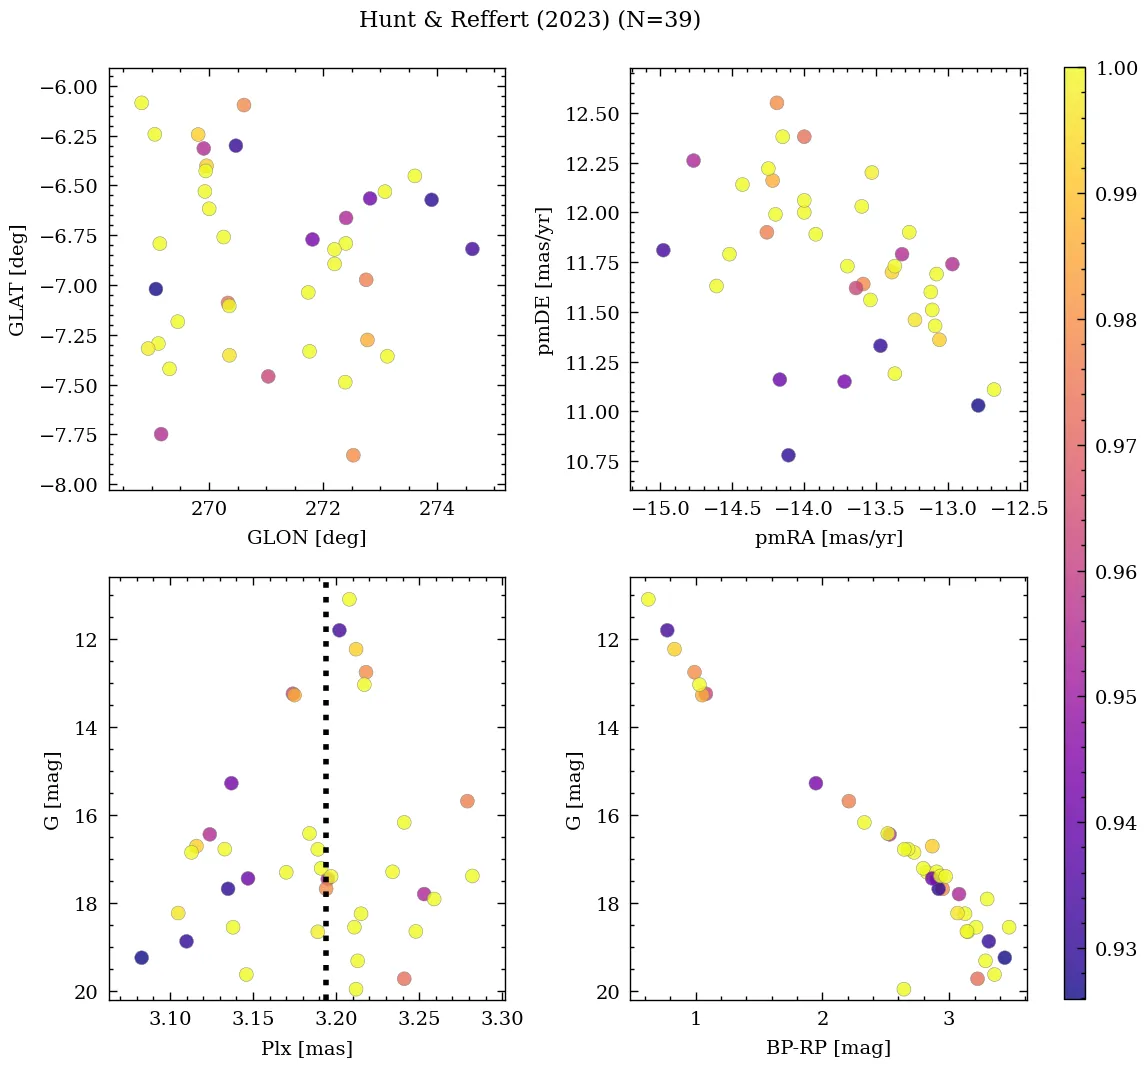 Hunt & Reffert (2023) (N=39)
−6.00
−6.25
−6.50
−6.75
−7.00
−7.25
−7.50
−7.75
−8.00
GLAT [deg]
270 272 274
GLON [deg]
12.50
12.25
12.00
11.75
11.50
11.25
11.00
10.75
pmDE [mas/yr]
−15.0 −14.5 −14.0 −13.5 −13.0 −12.5
pmRA [mas/yr]
12
14
16
18
20
G [mag]
3.10 3.15 3.20 3.25 3.30
Plx [mas]
12
14
16
18
20
G [mag]
1 2 3
BP-RP [mag]
1.00
0.99
0.98
0.97
0.96
0.95
0.94
0.93